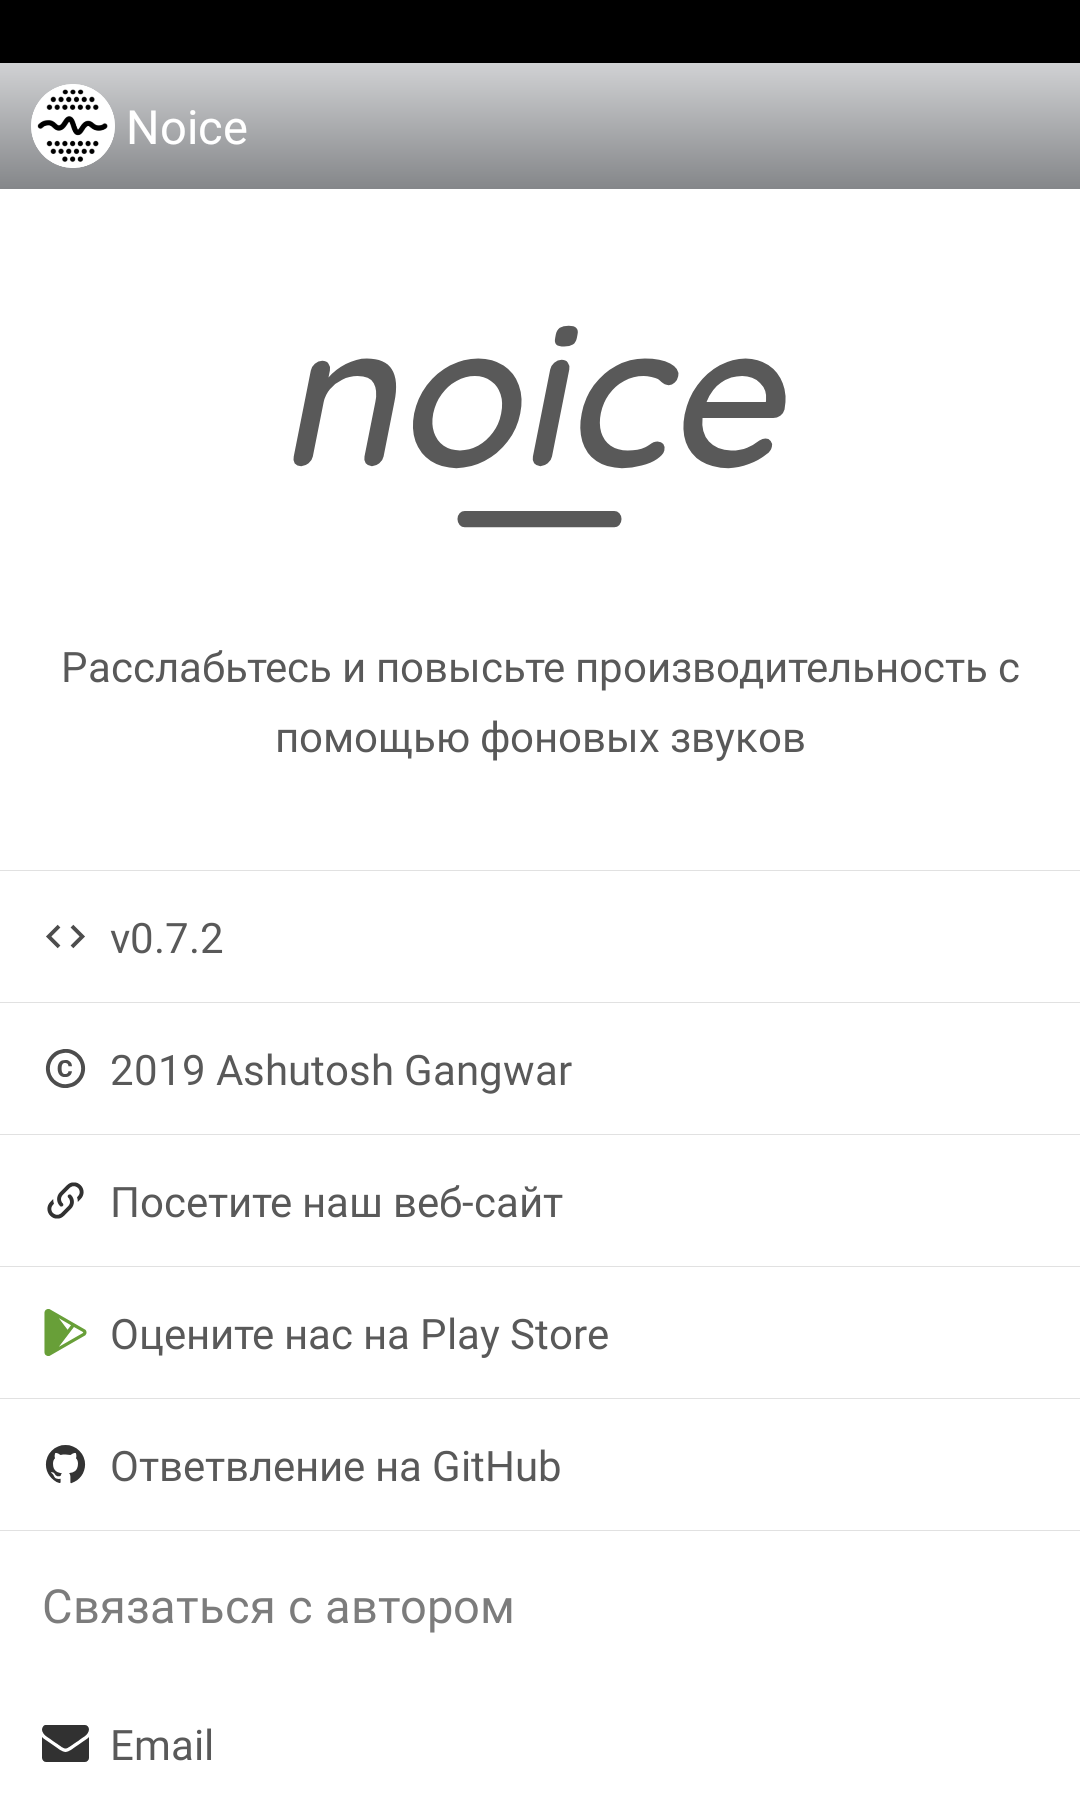 Noice
noice
Расслабьтесь и повысьте производительность с
помощью фоновых звуков
v0.7.2
2019 Ashutosh Gangwar
Посетите наш веб-сайт
Оцените нас на Play Store
Ответвление на GitHub
Связаться с автором
Email